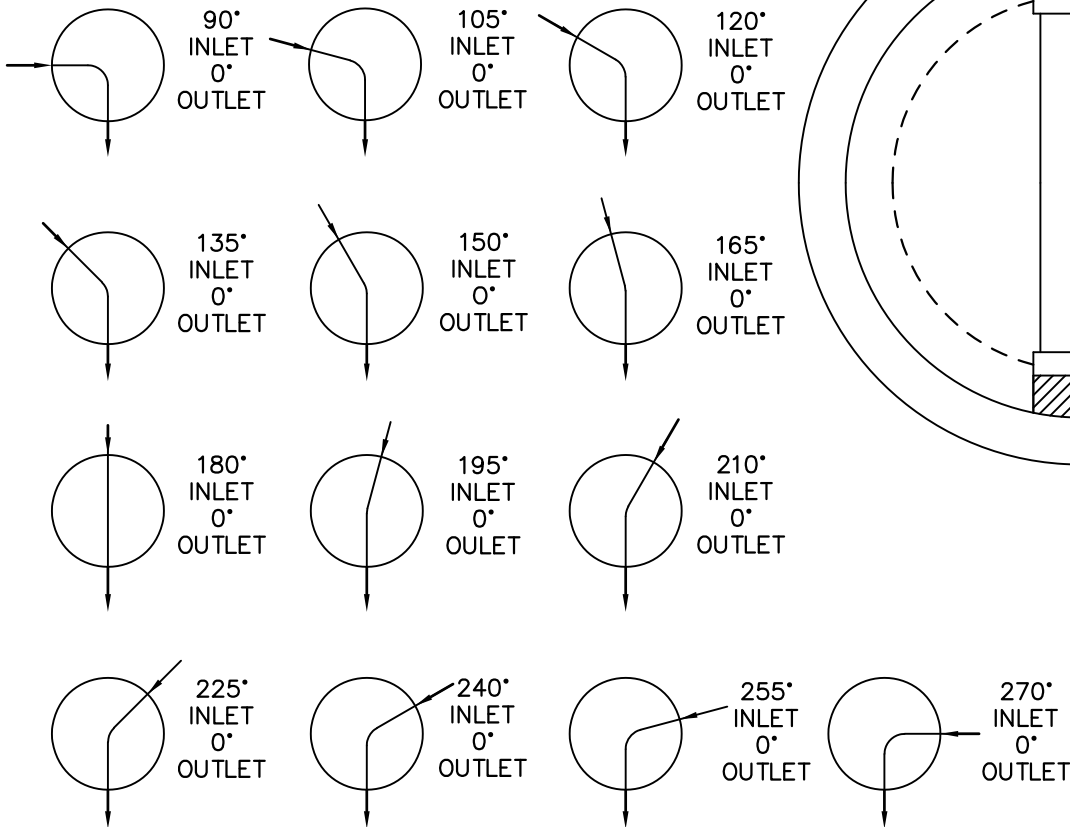 90°
INLET
0°
OUTLET
105°
INLET
0°
OUTLET
120°
INLET
0°
OUTLET
135°
INLET
0°
OUTLET
150°
INLET
0°
OUTLET
165°
INLET
0°
OUTLET
180°
INLET
0°
OUTLET
195°
INLET
0°
OULET
210°
INLET
0°
OUTLET
225°
INLET
0°
OUTLET
240°
INLET
0°
OUTLET
255°
INLET
0°
OUTLET
270°
INLET
0°
OUTLET